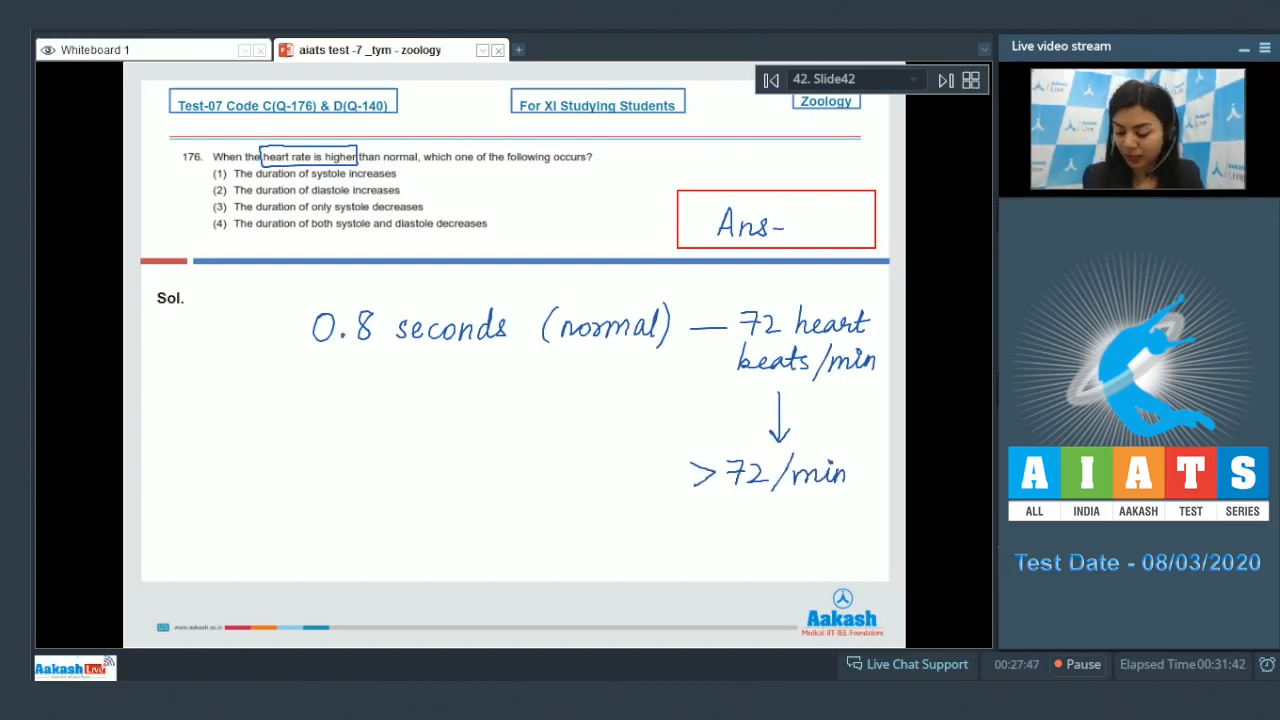 Whiteboard 1
aiats test -7 _tym - zoology
Live video stream
42. Slide42
Test-07 Code C(Q-176) & D(Q-140)
For XI Studying Students
Zoology
176. When the heart rate is higher than normal, which one of the following occurs?
(1) The duration of systole increases
(2) The duration of diastole increases
(3) The duration of only systole decreases
(4) The duration of both systole and diastole decreases
Ans-
Sol.
0.8 seconds (normal) — 72 heart
beats/min
>72/min
A I A T S
ALL INDIA AAKASH TEST SERIES
Test Date - 08/03/2020
www.aakash.ac.in
Aakash
Medical | IIT-JEE | Foundations
Aakash Live
Live Chat Support
00:27:47
Pause
Elapsed Time 00:31:42